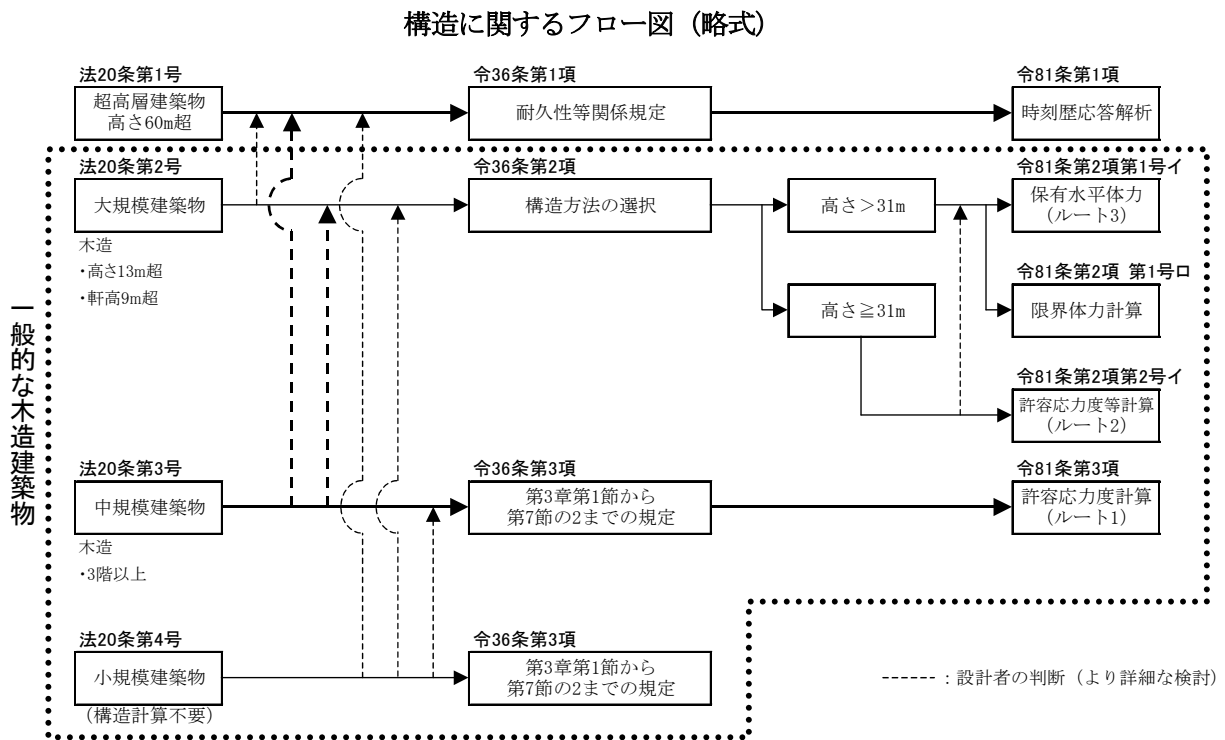 構造に関するフロー図（略式）
法20条第1号
超高層建築物
高さ60m超
令36条第1項
耐久性等関係規定
令81条第1項
時刻歴応答解析
法20条第2号
大規模建築物
木造
・高さ13m超
・軒高9m超
令36条第2項
構造方法の選択
高さ＞31m
高さ≧31m
令81条第2項第1号イ
保有水平体力
（ルート3）
令81条第2項 第1号ロ
限界体力計算
令81条第2項第2号イ
許容応力度等計算
（ルート2）
一般的な木造建築物
法20条第3号
中規模建築物
木造
・3階以上
令36条第3項
第3章第1節から
第7節の2までの規定
令81条第3項
許容応力度計算
（ルート1）
法20条第4号
小規模建築物
（構造計算不要）
令36条第3項
第3章第1節から
第7節の2までの規定
------ ：設計者の判断（より詳細な検討）